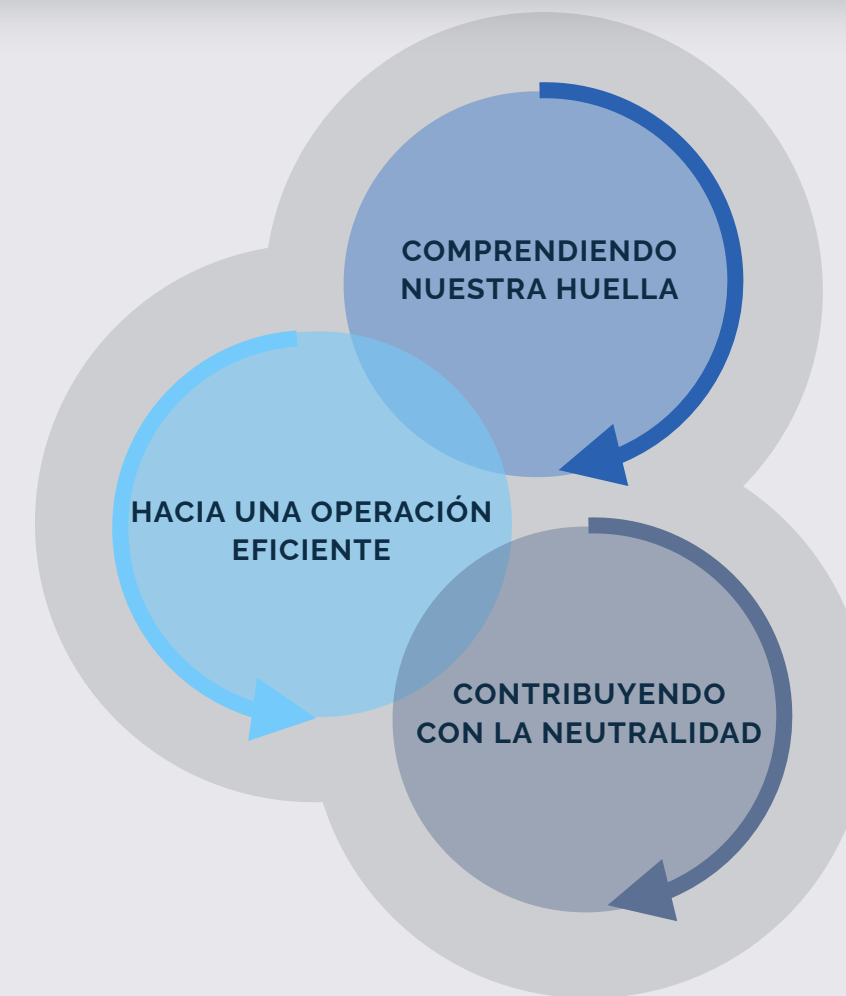 COMPRENDIENDO
NUESTRA HUELLA
HACIA UNA OPERACIÓN
EFICIENTE
CONTRIBUYENDO
CON LA NEUTRALIDAD